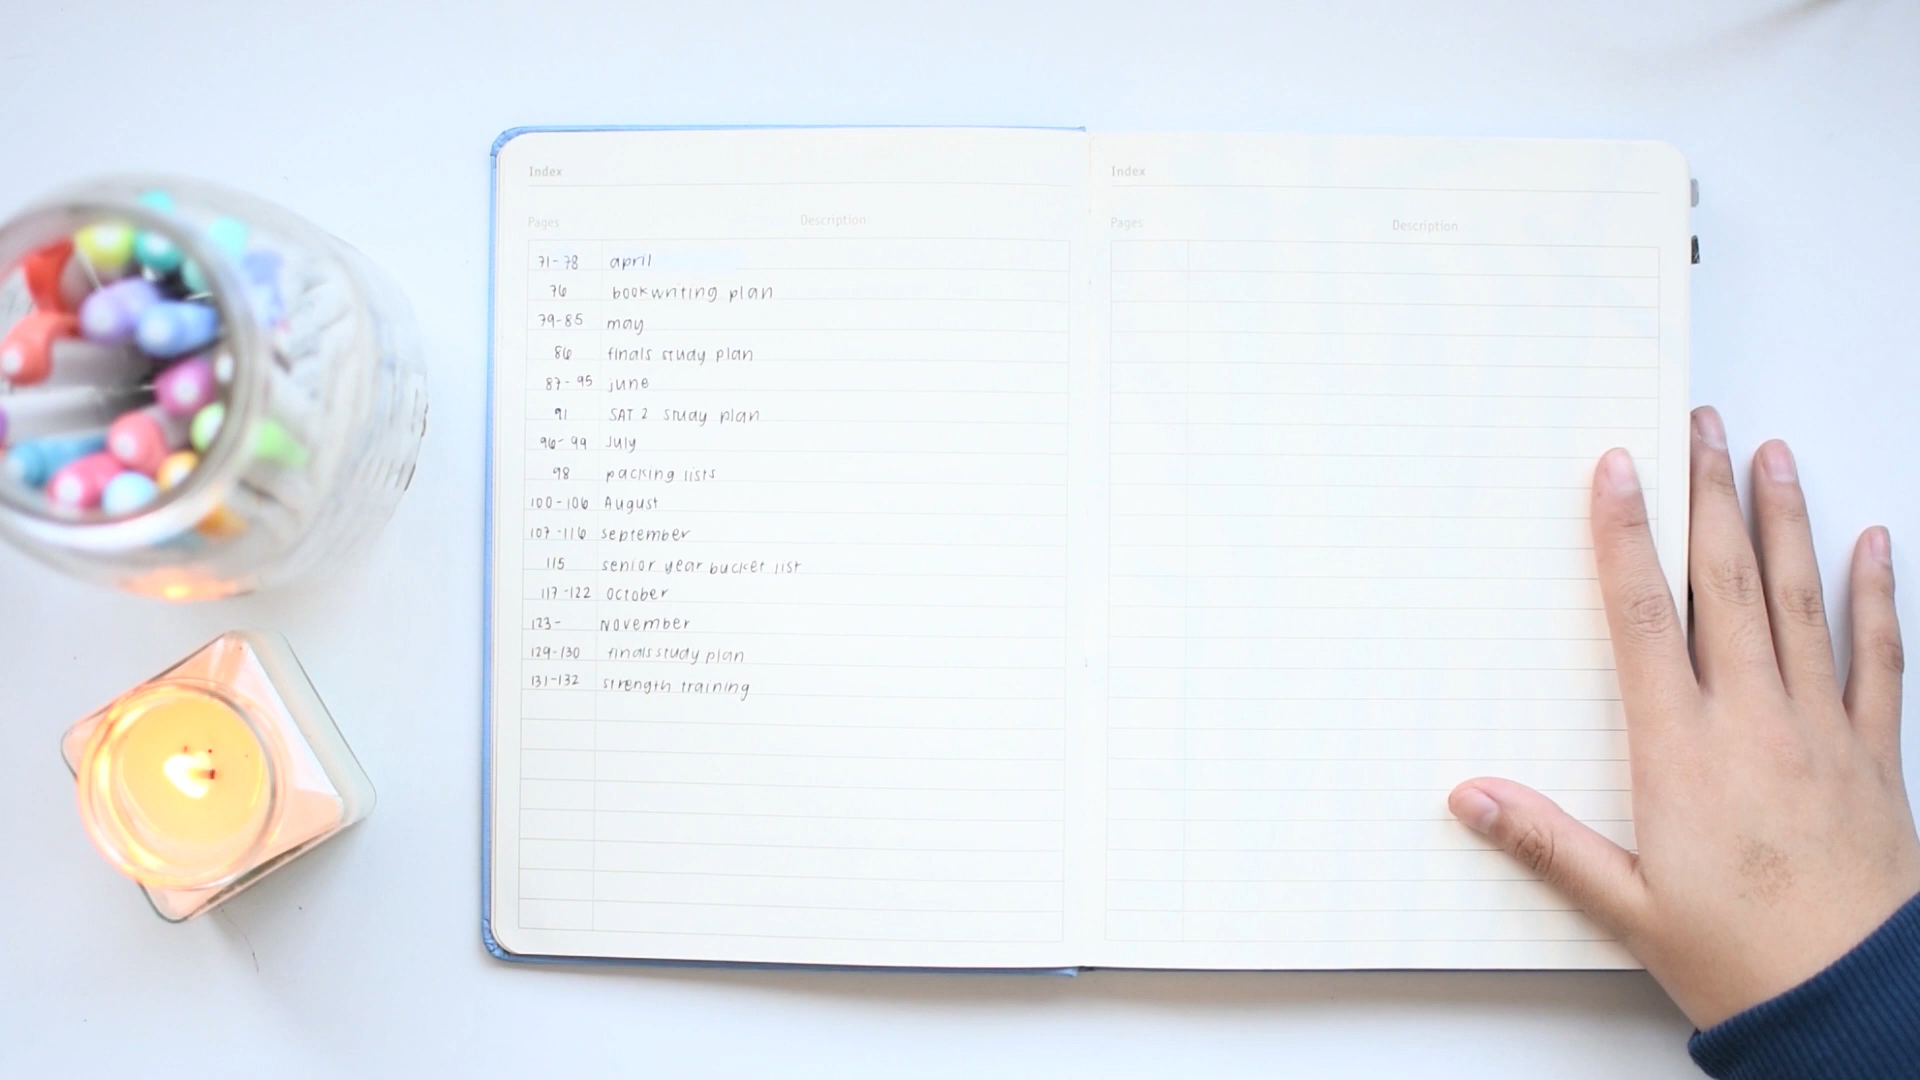 Index
Pages Description
71-78 april
76 bookwriting plan
79-85 may
86 finals study plan
87-95 june
91 SAT 2 study plan
96-99 July
98 packing lists
100-106 August
107-116 september
115 senior year bucket list
117-122 October
123- November
129-130 finals study plan
131-132 strength training
Index
Pages Description